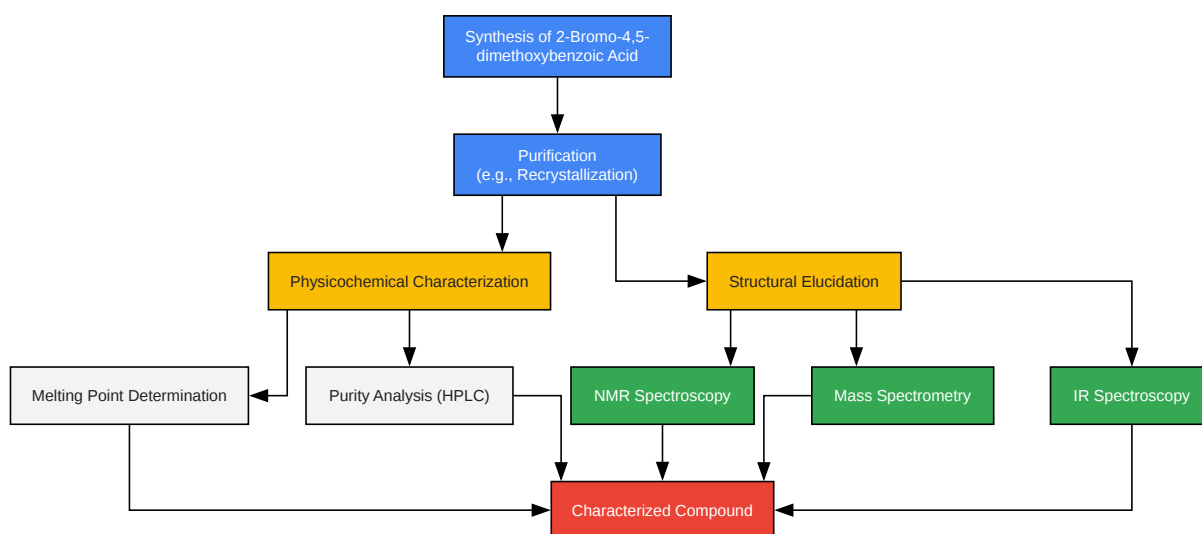 Synthesis of 2-Bromo-4,5-
dimethoxybenzoic Acid
Purification
(e.g., Recrystallization)
Physicochemical Characterization
Structural Elucidation
Melting Point Determination
Purity Analysis (HPLC)
NMR Spectroscopy
Mass Spectrometry
IR Spectroscopy
Characterized Compound